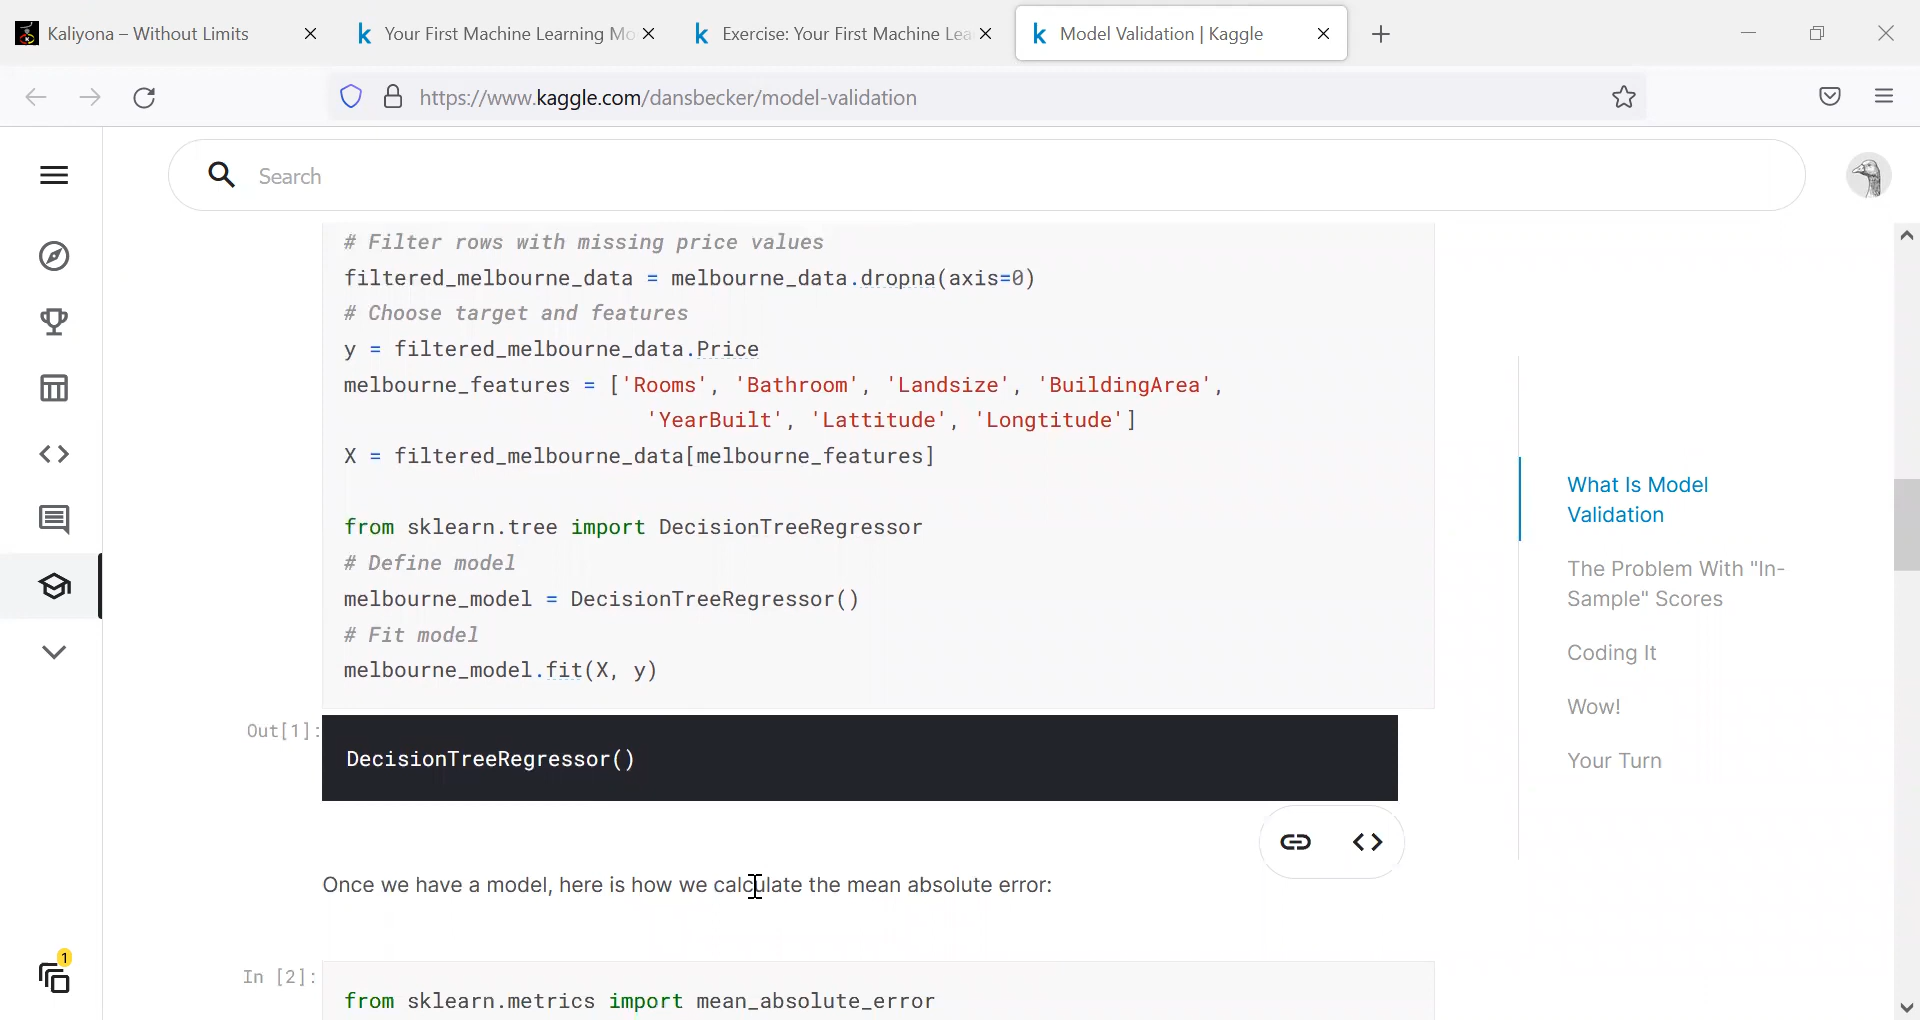 Kaliyona – Without Limits
Your First Machine Learning Mo
Exercise: Your First Machine Lea
Model Validation | Kaggle
https://www.kaggle.com/dansbecker/model-validation
Search
# Filter rows with missing price values
filtered_melbourne_data = melbourne_data.dropna(axis=0)
# Choose target and features
y = filtered_melbourne_data.Price
melbourne_features = ['Rooms', 'Bathroom', 'Landsize', 'BuildingArea',
'YearBuilt', 'Lattitude', 'Longtitude']
X = filtered_melbourne_data[melbourne_features]
from sklearn.tree import DecisionTreeRegressor
# Define model
melbourne_model = DecisionTreeRegressor()
# Fit model
melbourne_model.fit(X, y)
Out[1]:
DecisionTreeRegressor()
Once we have a model, here is how we calculate the mean absolute error:
In [2]:
from sklearn.metrics import mean_absolute_error
What Is Model
Validation
The Problem With "In-
Sample" Scores
Coding It
Wow!
Your Turn
1